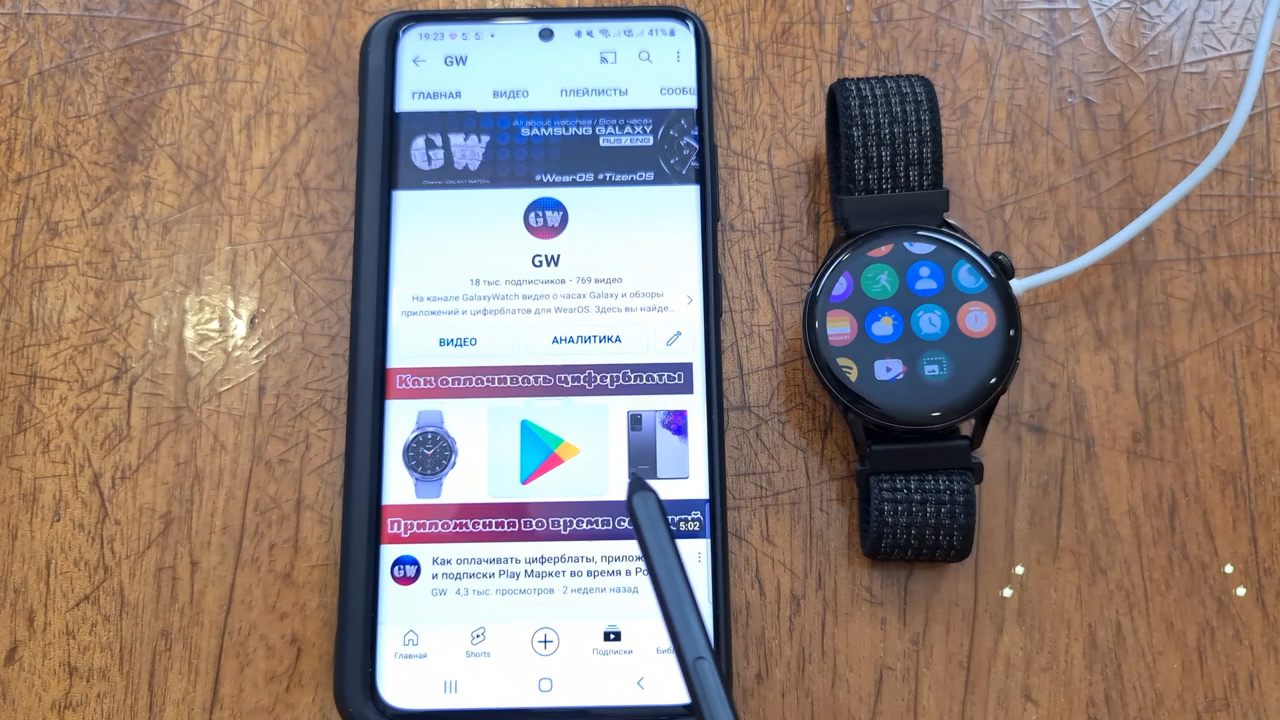 19:23
41%
GW
ГЛАВНАЯ ВИДЕО ПЛЕЙЛИСТЫ СООБЩ
All about watches / Все о часах
GW
SAMSUNG GALAXY
RUS / ENG
#WearOS #TizenOS
GW
GW
18 тыс. подписчиков • 769 видео
На канале GalaxyWatch видео о часах Galaxy и обзоры
приложений и циферблатов для WearOS. Здесь вы найде...
ВИДЕО АНАЛИТИКА
Как оплачивать циферблаты
Приложения во время
5:02
GW
Как оплачивать циферблаты, прилож
и подписки Play Маркет во время в Ро
GW · 4,3 тыс. просмотров · 2 недели назад
Главная Shorts Подписки Биб
HUAWEI